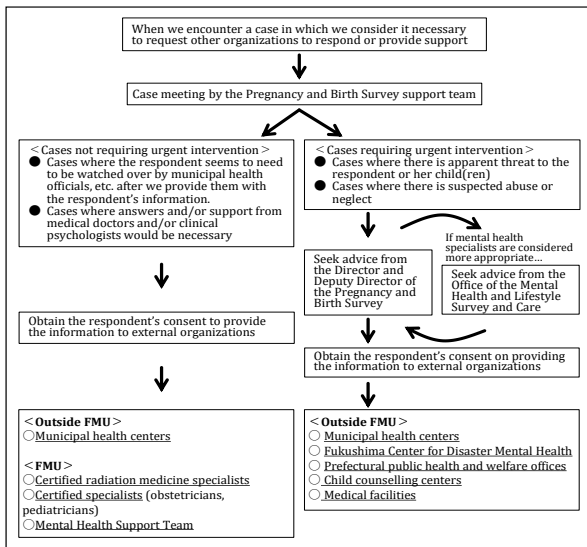 When we encounter a case in which we consider it necessary
to request other organizations to respond or provide support
Case meeting by the Pregnancy and Birth Survey support team
<Cases not requiring urgent intervention>
● Cases where the respondent seems to need
to be watched over by municipal health
officials, etc. after we provide them with
the respondent's information.
● Cases where answers and/or support from
medical doctors and/or clinical
psychologists would be necessary
<Cases requiring urgent intervention>
● Cases where there is apparent threat to the
respondent or her child(ren)
● Cases where there is suspected abuse or
neglect
If mental health
specialists are considered
more appropriate…
Seek advice from
the Director and
Deputy Director of
the Pregnancy and
Birth Survey
Seek advice from the
Office of the Mental
Health and Lifestyle
Survey and Care
Obtain the respondent's consent to provide
the information to external organizations
Obtain the respondent's consent on providing
the information to external organizations
<Outside FMU>
○Municipal health centers
<FMU>
○Certified radiation medicine specialists
○Certified specialists (obstetricians,
pediatricians)
○Mental Health Support Team
<Outside FMU>
○ Municipal health centers
○ Fukushima Center for Disaster Mental Health
○ Prefectural public health and welfare offices
○ Child counselling centers
○ Medical facilities